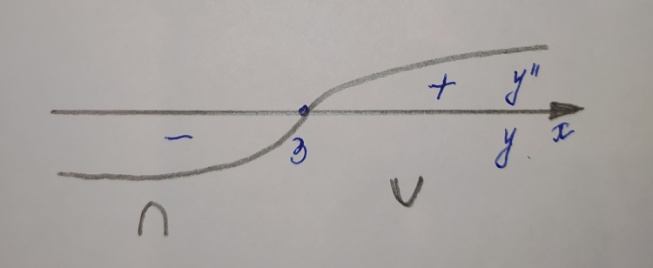 + y''
− 3 y x
∩ ∪